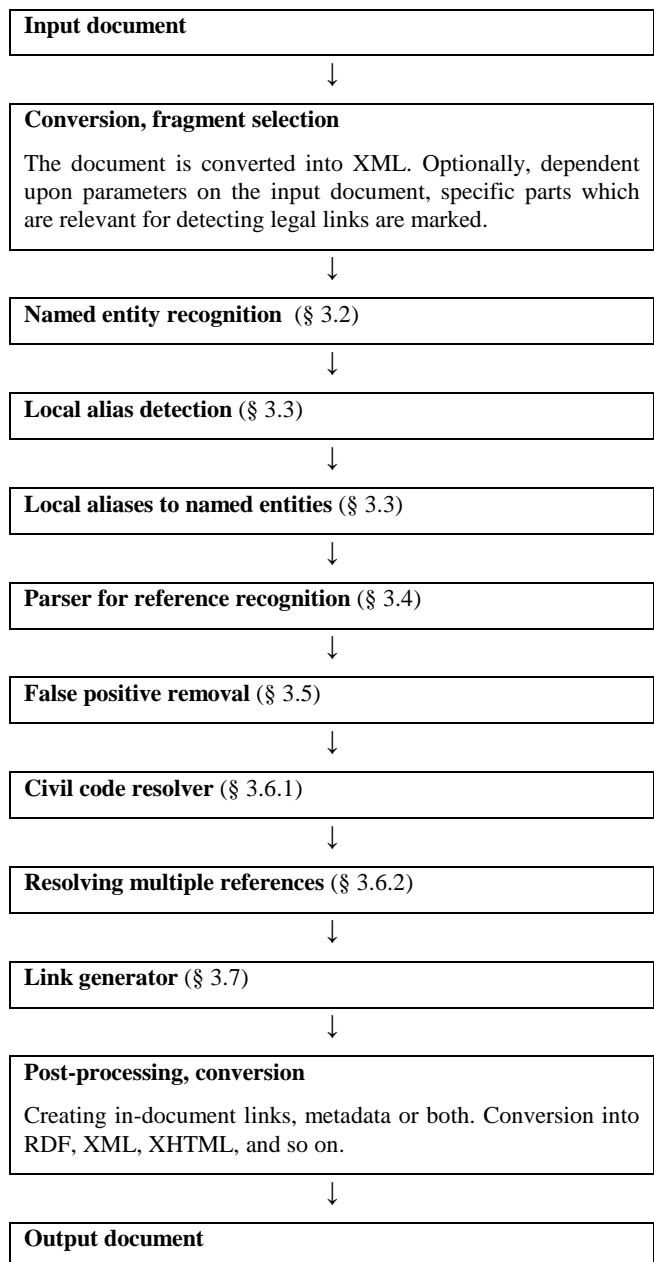 Input document
↓
Conversion, fragment selection
The document is converted into XML. Optionally, dependent
upon parameters on the input document, specific parts which
are relevant for detecting legal links are marked.
↓
Named entity recognition (§ 3.2)
↓
Local alias detection (§ 3.3)
↓
Local aliases to named entities (§ 3.3)
↓
Parser for reference recognition (§ 3.4)
↓
False positive removal (§ 3.5)
↓
Civil code resolver (§ 3.6.1)
↓
Resolving multiple references (§ 3.6.2)
↓
Link generator (§ 3.7)
↓
Post-processing, conversion
Creating in-document links, metadata or both. Conversion into
RDF, XML, XHTML, and so on.
↓
Output document